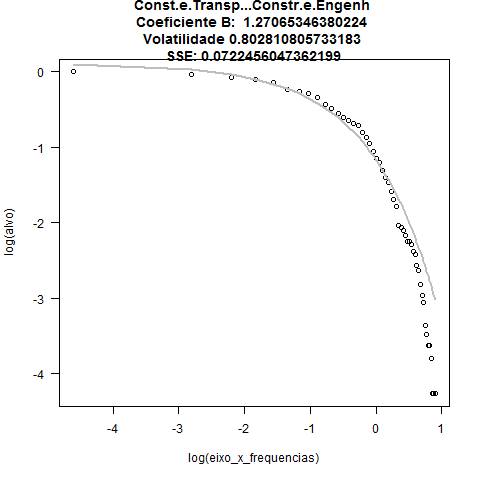 Const.e.Transp...Constr.e.Engenh
Coeficiente B:  1.27065346380224
Volatilidade 0.802810805733183
SSE: 0.0722456047362199
0
-1
-2
-3
-4
log(alvo)
-4 -3 -2 -1 0 1
log(eixo_x_frequencias)